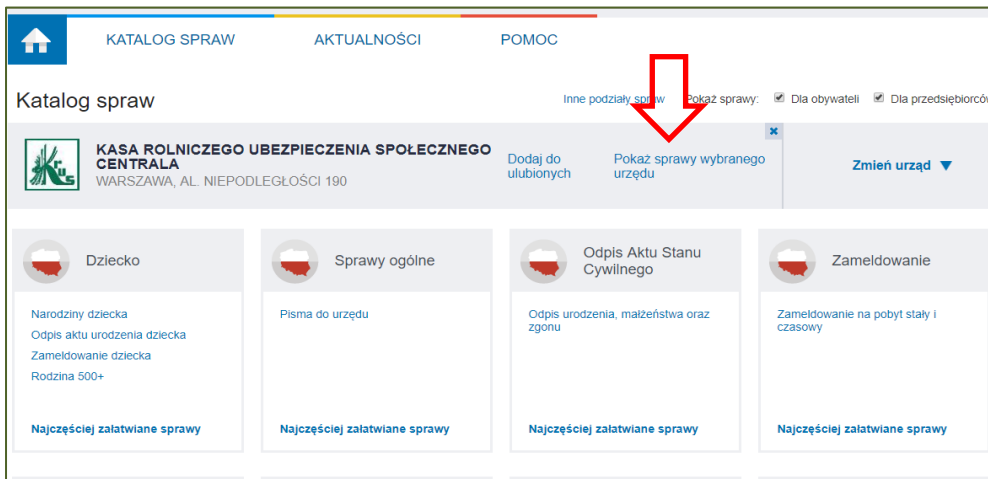 KATALOG SPRAW AKTUALNOŚCI POMOC
Katalog spraw
Inne podziały spraw Pokaż sprawy: Dla obywateli Dla przedsiębiorców
KRUS
KASA ROLNICZEGO UBEZPIECZENIA SPOŁECZNEGO
CENTRALA
WARSZAWA, AL. NIEPODLEGŁOŚCI 190
Dodaj do
ulubionych
Pokaż sprawy wybranego
urzędu
Zmień urząd
Dziecko
Narodziny dziecka
Odpis aktu urodzenia dziecka
Zameldowanie dziecka
Rodzina 500+
Najczęściej załatwiane sprawy
Sprawy ogólne
Pisma do urzędu
Najczęściej załatwiane sprawy
Odpis Aktu Stanu
Cywilnego
Odpis urodzenia, małżeństwa oraz
zgonu
Najczęściej załatwiane sprawy
Zameldowanie
Zameldowanie na pobyt stały i
czasowy
Najczęściej załatwiane sprawy